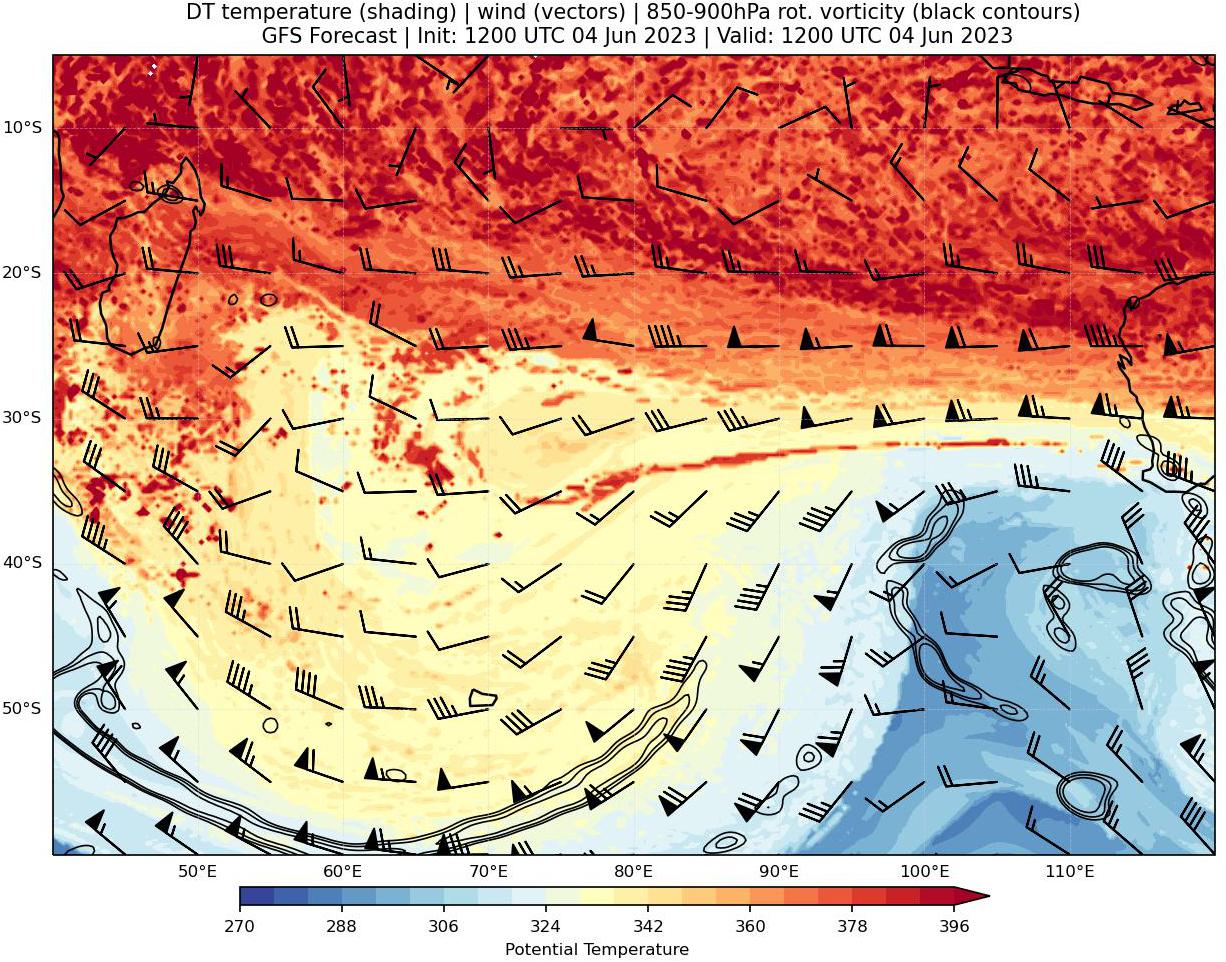 DT temperature (shading) | wind (vectors) | 850-900hPa rot. vorticity (black contours)
GFS Forecast | Init: 1200 UTC 04 Jun 2023 | Valid: 1200 UTC 04 Jun 2023
10°S
20°S
30°S
40°S
50°S
50°E 60°E 70°E 80°E 90°E 100°E 110°E
270 288 306 324 342 360 378 396
Potential Temperature